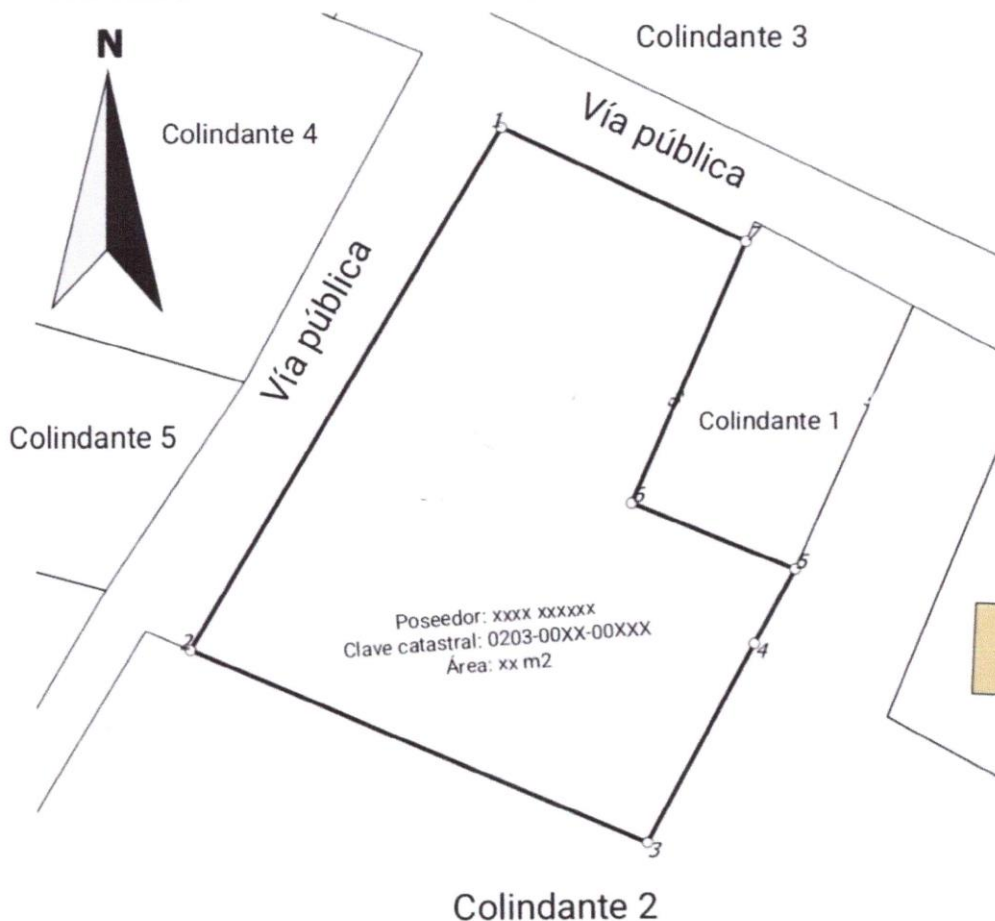 Colindante 3
N
Vía pública
Colindante 4
1
7
Vía pública
Colindante 1
Colindante 5
6
5
Poseedor: xxxx xxxxxx
Clave catastral: 0203-00XX-00XXX
Área: xx m2
2
4
3
Colindante 2